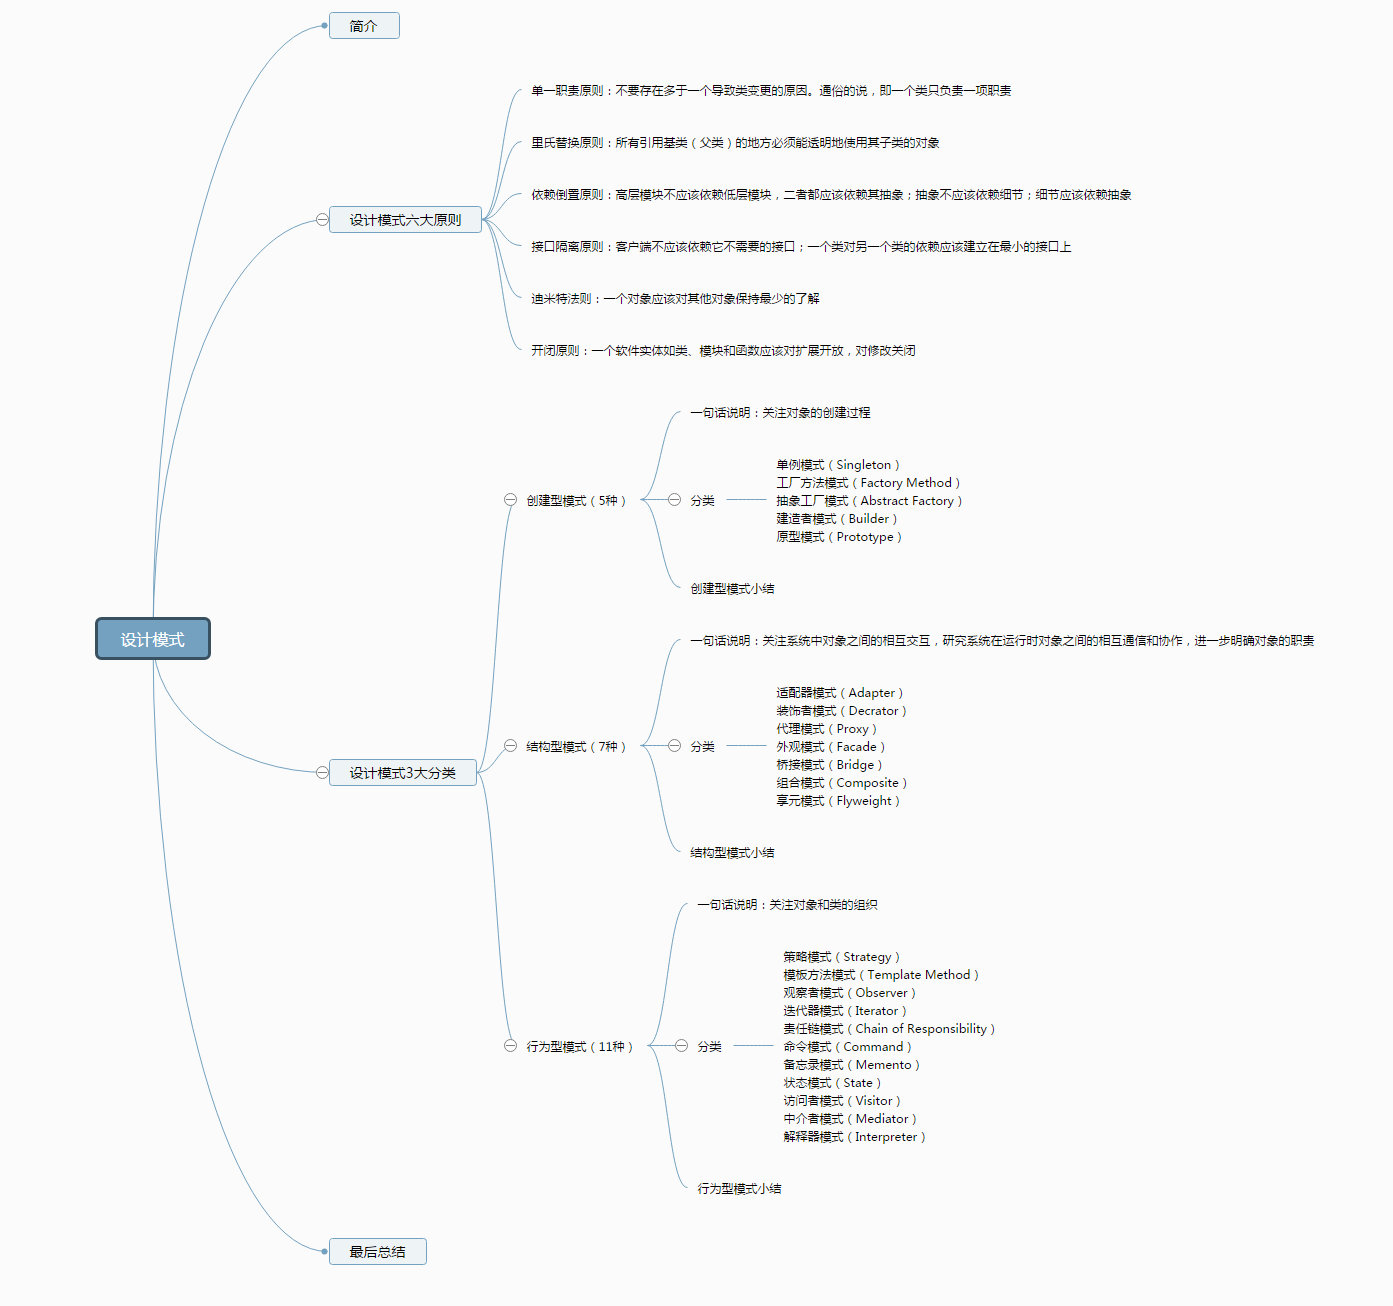 简介
单一职责原则：不要存在多于一个导致类变更的原因。通俗的说，即一个类只负责一项职责
里氏替换原则：所有引用基类（父类）的地方必须能透明地使用其子类的对象
依赖倒置原则：高层模块不应该依赖低层模块，二者都应该依赖其抽象；抽象不应该依赖细节；细节应该依赖抽象
设计模式六大原则
接口隔离原则：客户端不应该依赖它不需要的接口；一个类对另一个类的依赖应该建立在最小的接口上
迪米特法则：一个对象应该对其他对象保持最少的了解
开闭原则：一个软件实体如类、模块和函数应该对扩展开放，对修改关闭
一句话说明：关注对象的创建过程
创建型模式（5种）
分类
单例模式（Singleton）
工厂方法模式（Factory Method）
抽象工厂模式（Abstract Factory）
建造者模式（Builder）
原型模式（Prototype）
创建型模式小结
设计模式
一句话说明：关注系统中对象之间的相互交互，研究系统在运行时对象之间的相互通信和协作，进一步明确对象的职责
结构型模式（7种）
分类
适配器模式（Adapter）
装饰者模式（Decrator）
代理模式（Proxy）
外观模式（Facade）
桥接模式（Bridge）
组合模式（Composite）
享元模式（Flyweight）
设计模式3大分类
结构型模式小结
一句话说明：关注对象和类的组织
行为型模式（11种）
分类
策略模式（Strategy）
模板方法模式（Template Method）
观察者模式（Observer）
迭代器模式（Iterator）
责任链模式（Chain of Responsibility）
命令模式（Command）
备忘录模式（Memento）
状态模式（State）
访问者模式（Visitor）
中介者模式（Mediator）
解释器模式（Interpreter）
行为型模式小结
最后总结